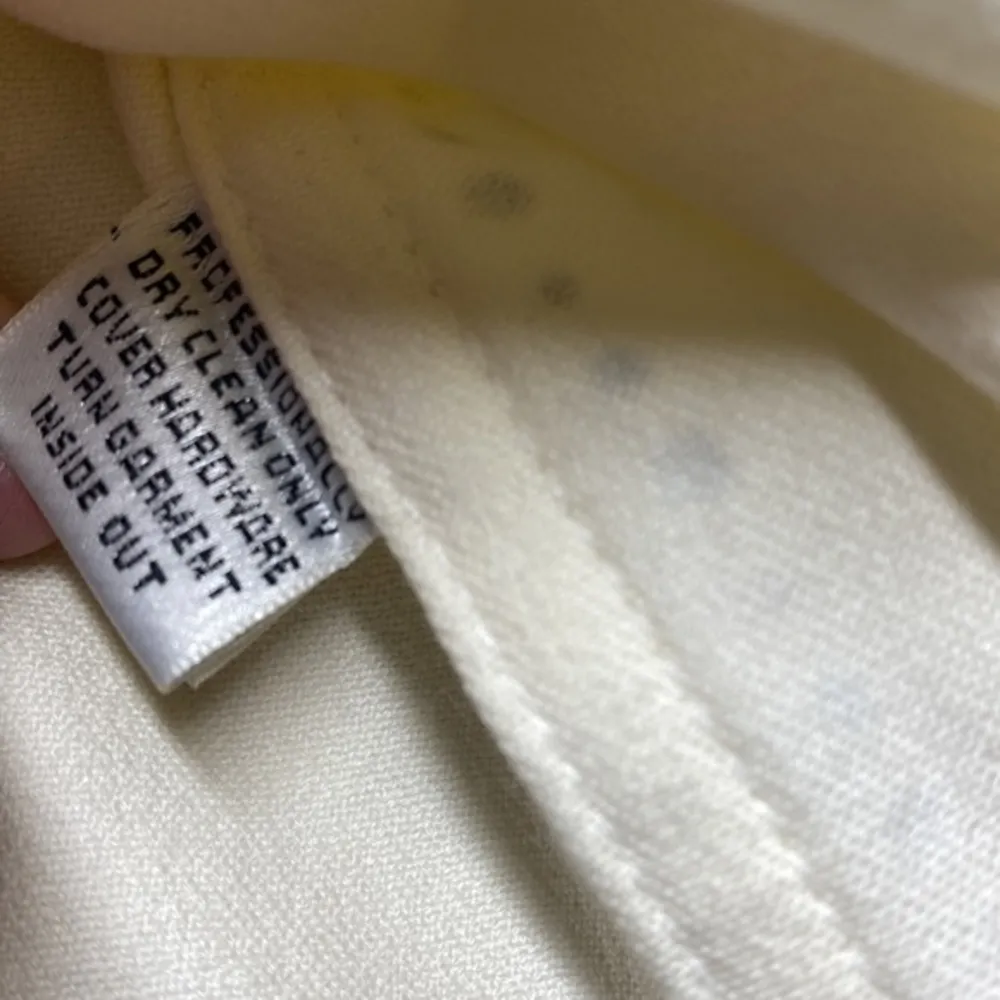 PROFESSIONALLY
DRY CLEAN ONLY
COVER HARDWARE
TURN GARMENT
INSIDE OUT